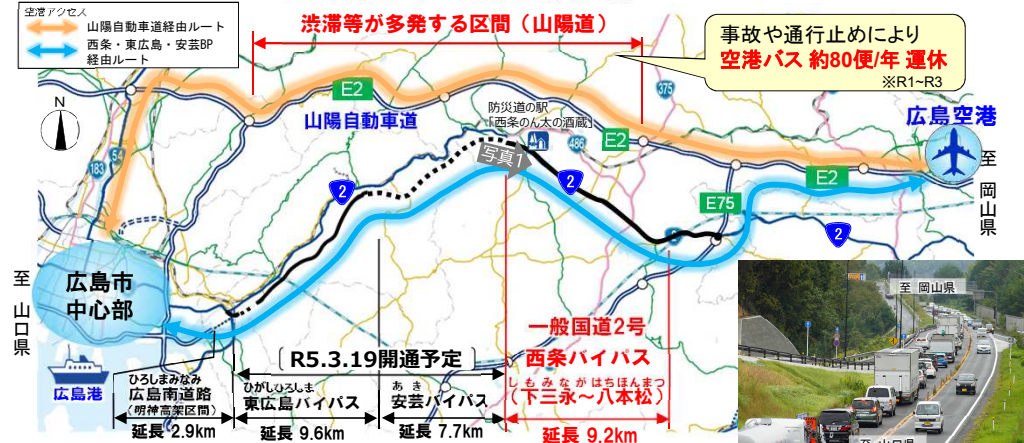 空港アクセス
山陽自動車道経由ルート
西条・東広島・安芸BP
経由ルート
渋滞等が多発する区間（山陽道）
事故や通行止めにより
空港バス 約80便/年 運休
※R1~R3
375
E2
山陽自動車道
防災道の駅
「西条のん太の酒蔵」
広島空港
N
54
183
写真1
486
E2
2
2
E2
E75
2
至 岡山県
広島市
中心部
至 山口県
広島港
R5.3.19開通予定
一般国道2号
西条バイパス
しもみながはちほんまつ
（下三永～八本松）
ひろしまみなみ
広島南道路
（明神高架区間）
ひがしひろしま
東広島バイパス
あき
安芸バイパス
延長 2.9km
延長 9.6km
延長 7.7km
延長 9.2km
至 岡山県
至 山口県